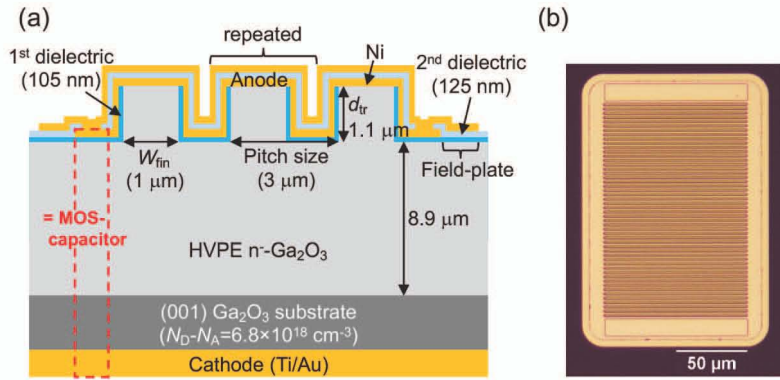 (a)
(b)
repeated
1st dielectric
(105 nm)
Ni
2nd dielectric
(125 nm)
Anode
dtr
1.1 μm
Wfin
(1 μm)
Pitch size
(3 μm)
Field-plate
= MOS-
capacitor
8.9 μm
HVPE n--Ga2O3
(001) Ga2O3 substrate
(ND-NA=6.8×1018 cm-3)
Cathode (Ti/Au)
50 μm